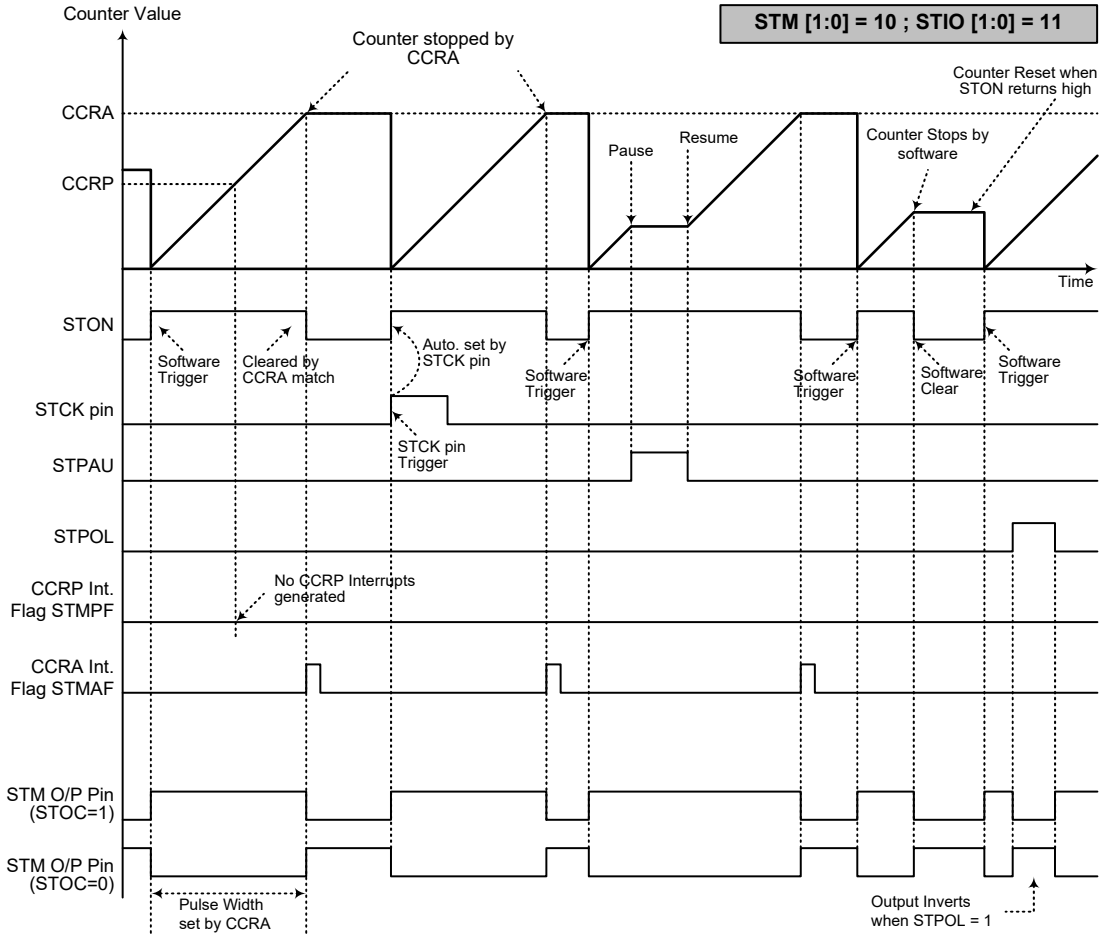 Counter Value
STM [1:0] = 10 ; STIO [1:0] = 11
Counter stopped by
CCRA
Counter Reset when
STON returns high
CCRA
Pause
Resume
Counter Stops by
software
CCRP
Time
STON
Software
Trigger
Cleared by
CCRA match
Auto. set by
STCK pin
Software
Trigger
Software
Trigger
Software
Clear
Software
Trigger
STCK pin
STCK pin
Trigger
STPAU
STPOL
CCRP Int.
Flag STMPF
No CCRP Interrupts
generated
CCRA Int.
Flag STMAF
STM O/P Pin
(STOC=1)
STM O/P Pin
(STOC=0)
Pulse Width
set by CCRA
Output Inverts
when STPOL = 1